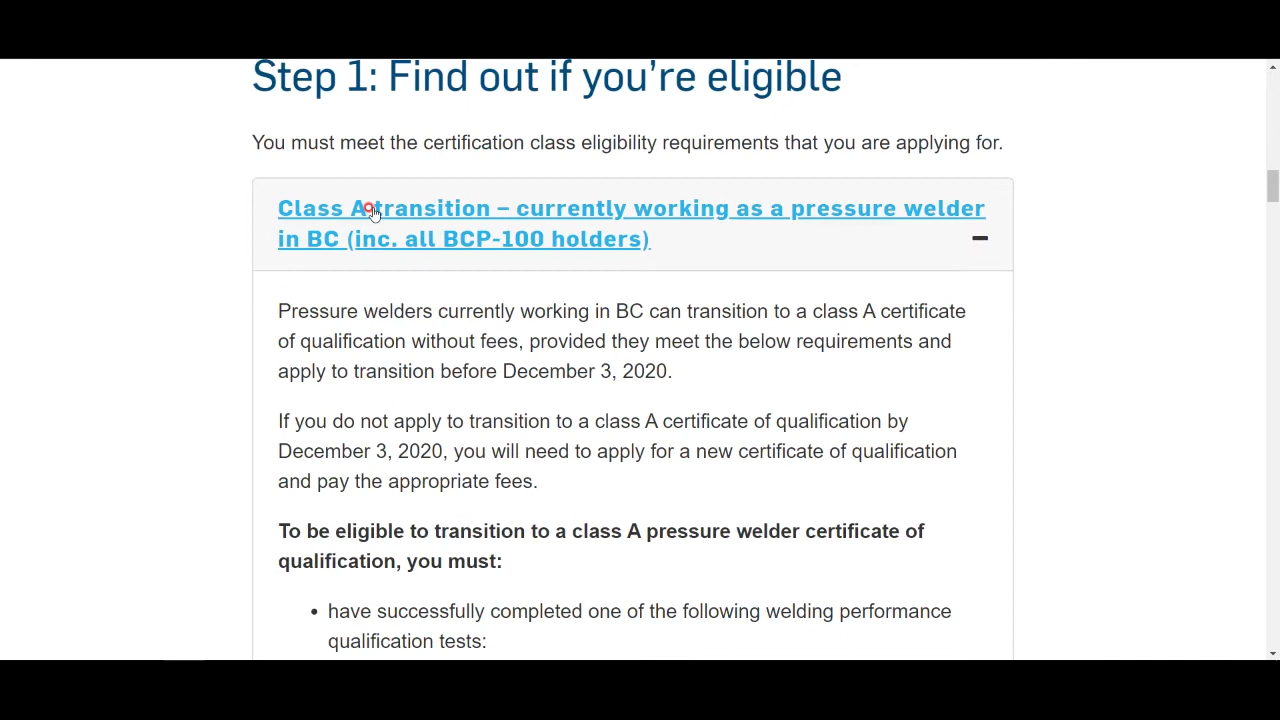 Step 1: Find out if you're eligible
You must meet the certification class eligibility requirements that you are applying for.
Class A transition – currently working as a pressure welder
in BC (inc. all BCP-100 holders)
Pressure welders currently working in BC can transition to a class A certificate
of qualification without fees, provided they meet the below requirements and
apply to transition before December 3, 2020.
If you do not apply to transition to a class A certificate of qualification by
December 3, 2020, you will need to apply for a new certificate of qualification
and pay the appropriate fees.
To be eligible to transition to a class A pressure welder certificate of
qualification, you must:
• have successfully completed one of the following welding performance
qualification tests: